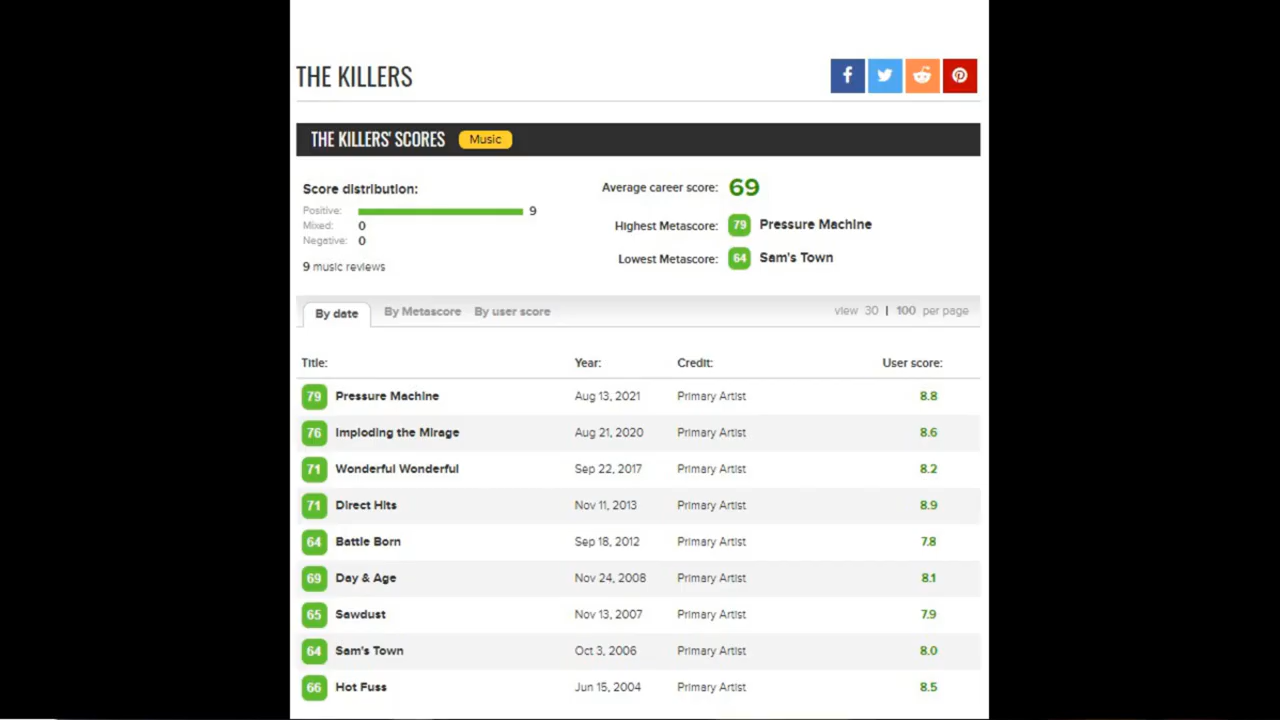 THE KILLERS
THE KILLERS' SCORES Music
Score distribution:
Positive: 9
Mixed: 0
Negative: 0
9 music reviews
Average career score: 69
Highest Metascore: 79 Pressure Machine
Lowest Metascore: 64 Sam's Town
By date By Metascore By user score view 30 | 100 per page
Title: Year: Credit: User score:
79 Pressure Machine Aug 13, 2021 Primary Artist 8.8
76 Imploding the Mirage Aug 21, 2020 Primary Artist 8.6
71 Wonderful Wonderful Sep 22, 2017 Primary Artist 8.2
71 Direct Hits Nov 11, 2013 Primary Artist 8.9
64 Battle Born Sep 18, 2012 Primary Artist 7.8
69 Day & Age Nov 24, 2008 Primary Artist 8.1
65 Sawdust Nov 13, 2007 Primary Artist 7.9
64 Sam's Town Oct 3, 2006 Primary Artist 8.0
66 Hot Fuss Jun 15, 2004 Primary Artist 8.5